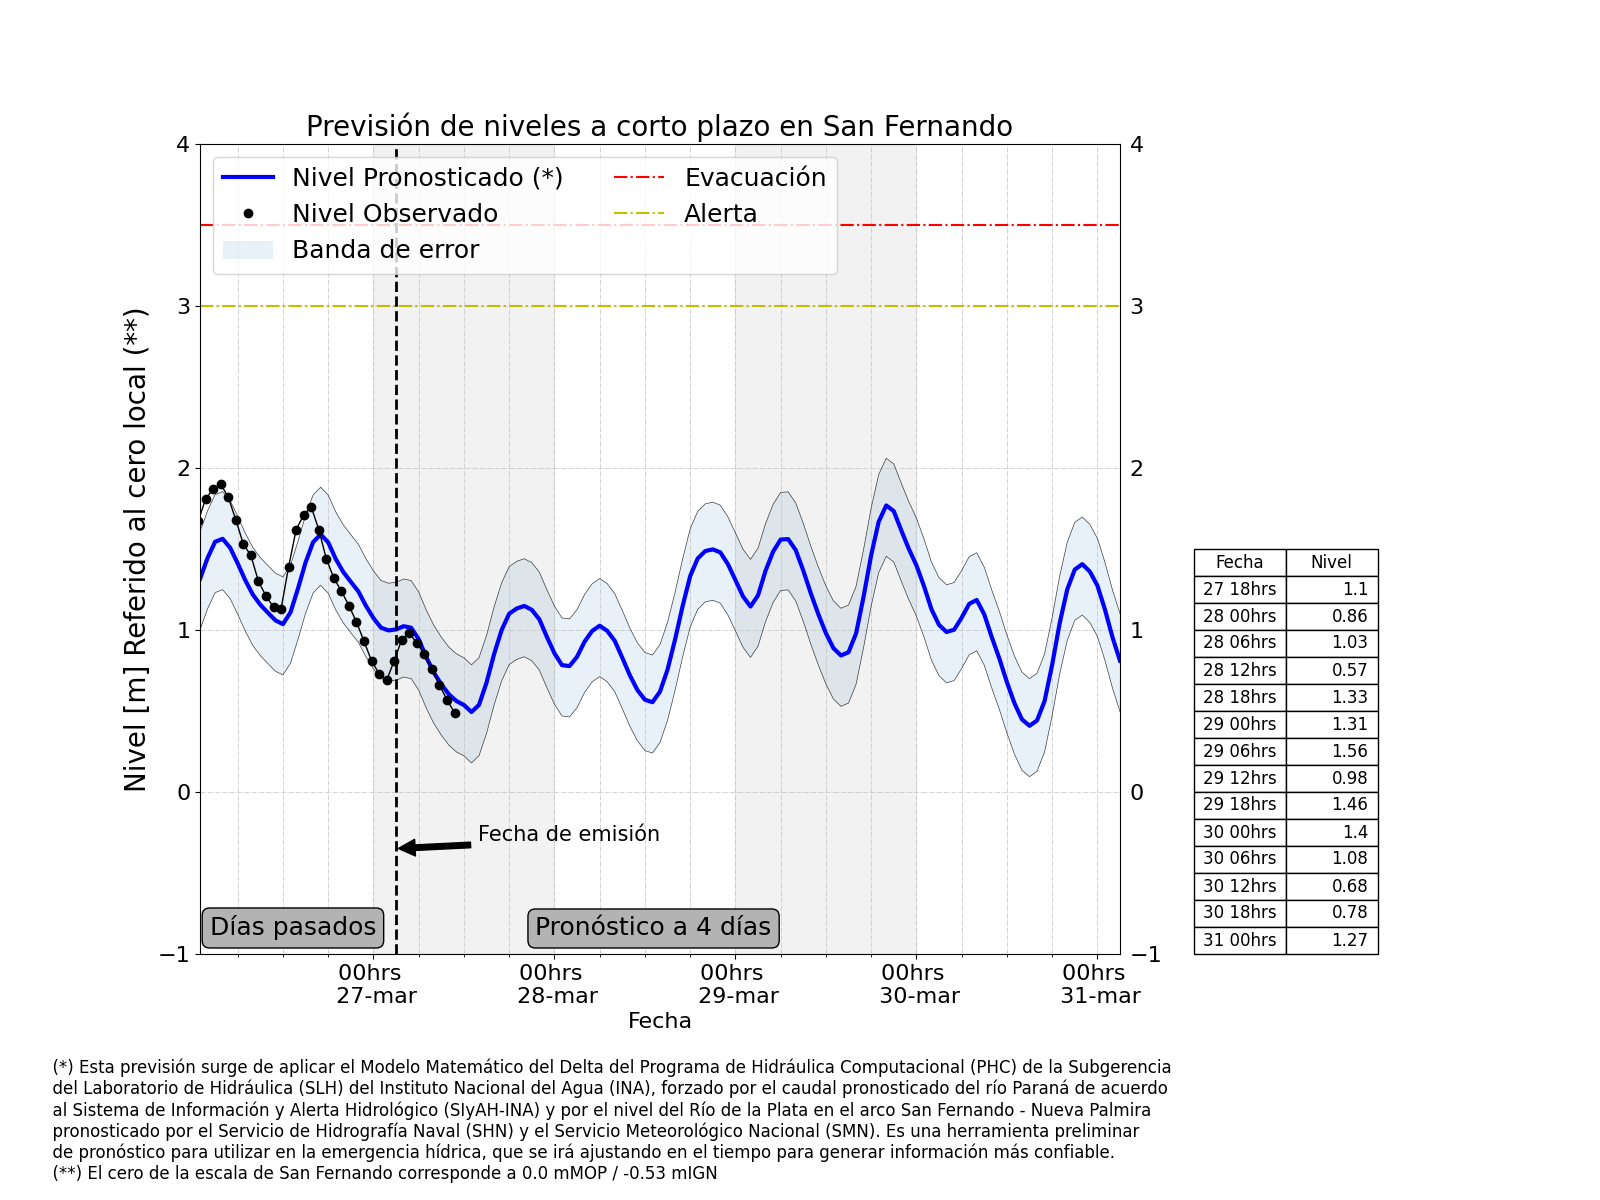 Previsión de niveles a corto plazo en San Fernando
Nivel Pronosticado (*)
Nivel Observado
Banda de error
Evacuación
Alerta
Nivel [m] Referido al cero local (**)
4
3
2
1
0
−1
4
3
2
1
0
−1
Fecha de emisión
Días pasados
Pronóstico a 4 días
00hrs
27-mar
00hrs
28-mar
00hrs
29-mar
00hrs
30-mar
00hrs
31-mar
Fecha
Fecha Nivel
27 18hrs 1.1
28 00hrs 0.86
28 06hrs 1.03
28 12hrs 0.57
28 18hrs 1.33
29 00hrs 1.31
29 06hrs 1.56
29 12hrs 0.98
29 18hrs 1.46
30 00hrs 1.4
30 06hrs 1.08
30 12hrs 0.68
30 18hrs 0.78
31 00hrs 1.27
(*) Esta previsión surge de aplicar el Modelo Matemático del Delta del Programa de Hidráulica Computacional (PHC) de la Subgerencia
del Laboratorio de Hidráulica (SLH) del Instituto Nacional del Agua (INA), forzado por el caudal pronosticado del río Paraná de acuerdo
al Sistema de Información y Alerta Hidrológico (SIyAH-INA) y por el nivel del Río de la Plata en el arco San Fernando - Nueva Palmira
pronosticado por el Servicio de Hidrografía Naval (SHN) y el Servicio Meteorológico Nacional (SMN). Es una herramienta preliminar
de pronóstico para utilizar en la emergencia hídrica, que se irá ajustando en el tiempo para generar información más confiable.
(**) El cero de la escala de San Fernando corresponde a 0.0 mMOP / -0.53 mIGN